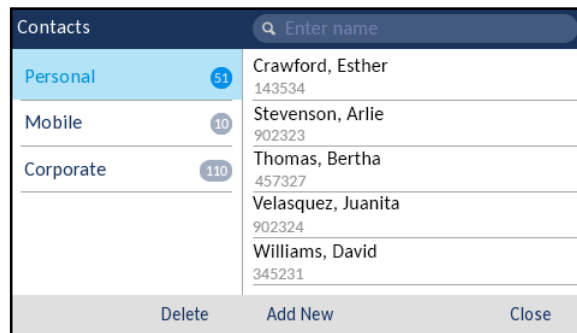 Contacts
Enter name
Personal 51
Mobile 10
Corporate 110
Crawford, Esther
143534
Stevenson, Arlie
902323
Thomas, Bertha
457327
Velasquez, Juanita
902324
Williams, David
345231
Delete Add New Close